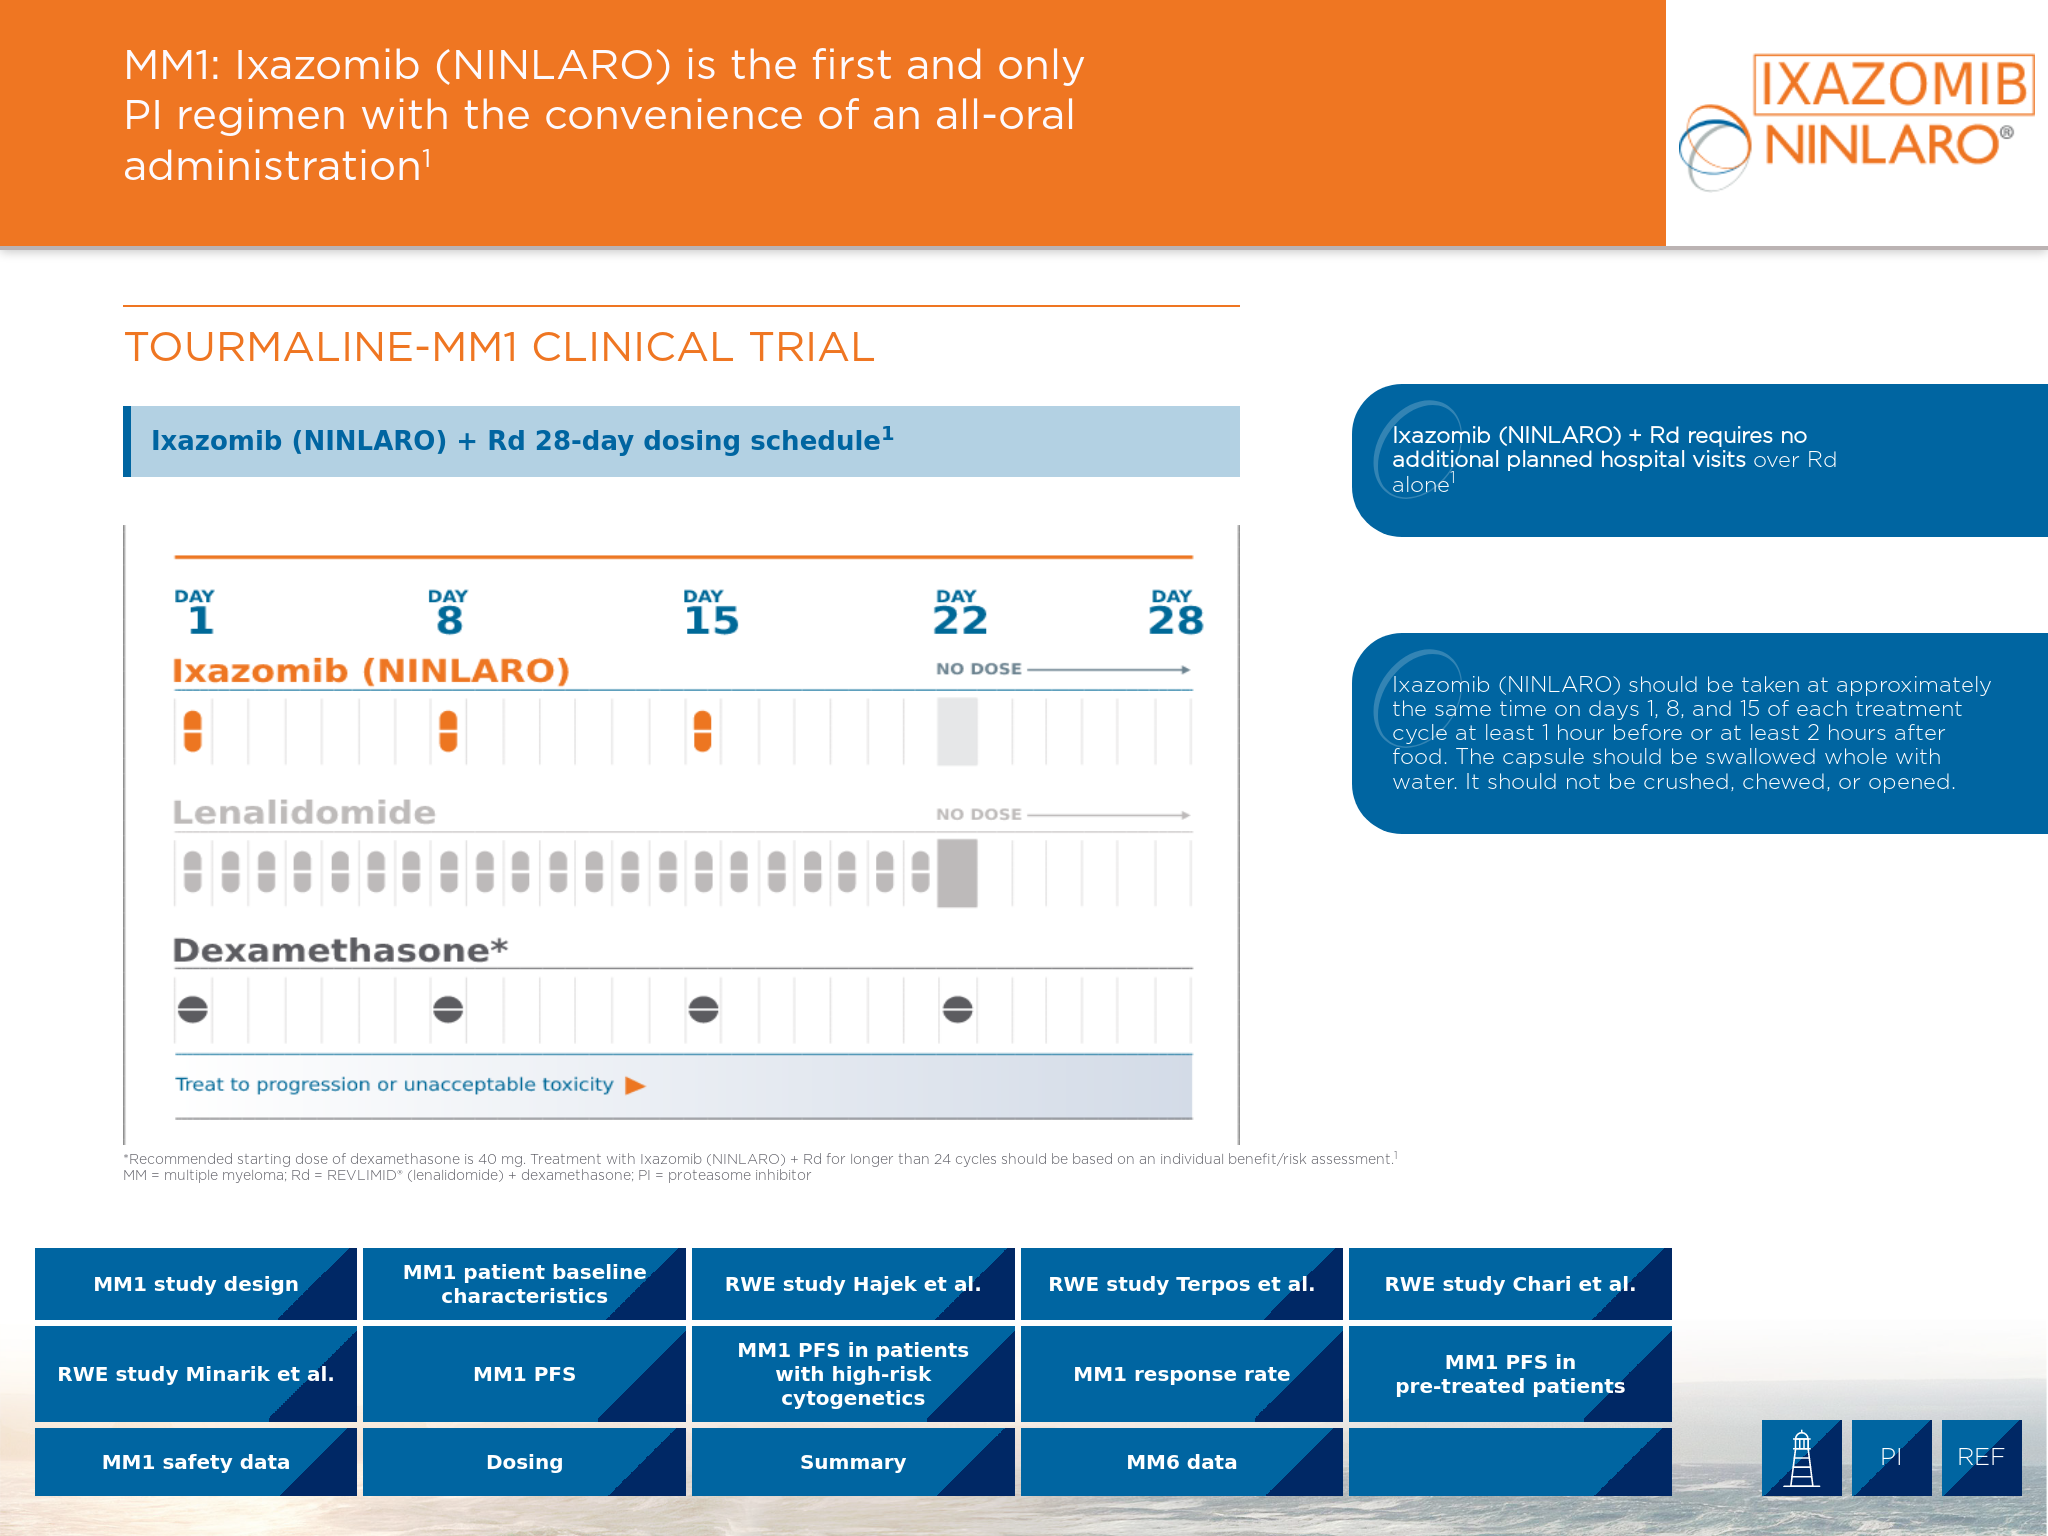 MM1: Ixazomib (NINLARO) is the first and only
PI regimen with the convenience of an all-oral
administration1
IXAZOMIB
NINLARO®
TOURMALINE-MM1 CLINICAL TRIAL
Ixazomib (NINLARO) + Rd 28-day dosing schedule1
DAY 1
DAY 8
DAY 15
DAY 22
DAY 28
Ixazomib (NINLARO)
NO DOSE
Lenalidomide
NO DOSE
Dexamethasone*
Treat to progression or unacceptable toxicity
Ixazomib (NINLARO) + Rd requires no
additional planned hospital visits over Rd
alone1
Ixazomib (NINLARO) should be taken at approximately
the same time on days 1, 8, and 15 of each treatment
cycle at least 1 hour before or at least 2 hours after
food. The capsule should be swallowed whole with
water. It should not be crushed, chewed, or opened.
*Recommended starting dose of dexamethasone is 40 mg. Treatment with Ixazomib (NINLARO) + Rd for longer than 24 cycles should be based on an individual benefit/risk assessment.1
MM = multiple myeloma; Rd = REVLIMID® (lenalidomide) + dexamethasone; PI = proteasome inhibitor
MM1 study design
MM1 patient baseline
characteristics
RWE study Hajek et al.
RWE study Terpos et al.
RWE study Chari et al.
RWE study Minarik et al.
MM1 PFS
MM1 PFS in patients
with high-risk
cytogenetics
MM1 response rate
MM1 PFS in
pre-treated patients
MM1 safety data
Dosing
Summary
MM6 data
PI
REF